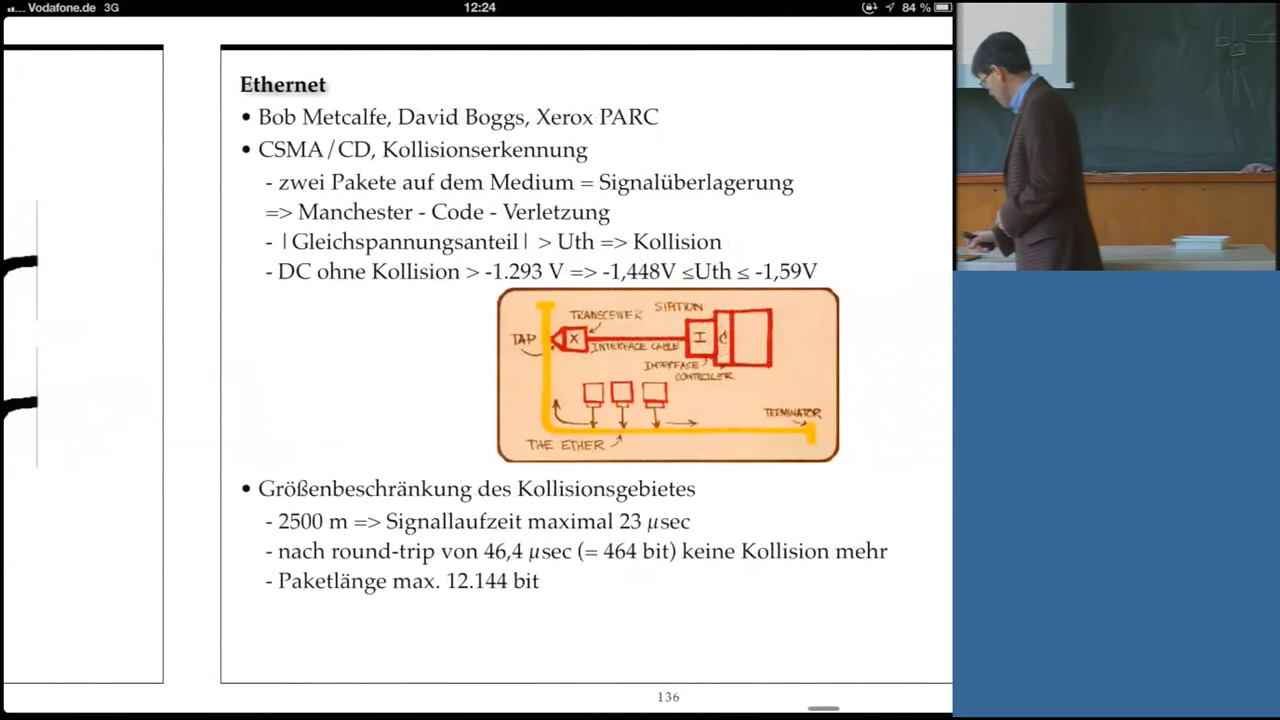 Vodafone.de 3G 12:24 84 %
Ethernet
• Bob Metcalfe, David Boggs, Xerox PARC
• CSMA/CD, Kollisionserkennung
- zwei Pakete auf dem Medium = Signalüberlagerung
=> Manchester - Code - Verletzung
- |Gleichspannungsanteil| > Uth => Kollision
- DC ohne Kollision > -1.293 V => -1,448V ≤Uth ≤ -1,59V
STATION
TRANSCEIVER
TAP X I C
INTERFACE CABLE
INTERFACE
CONTROLLER
TERMINATOR
THE ETHER
• Größenbeschränkung des Kollisionsgebietes
- 2500 m => Signallaufzeit maximal 23 µsec
- nach round-trip von 46,4 µsec (= 464 bit) keine Kollision mehr
- Paketlänge max. 12.144 bit
136